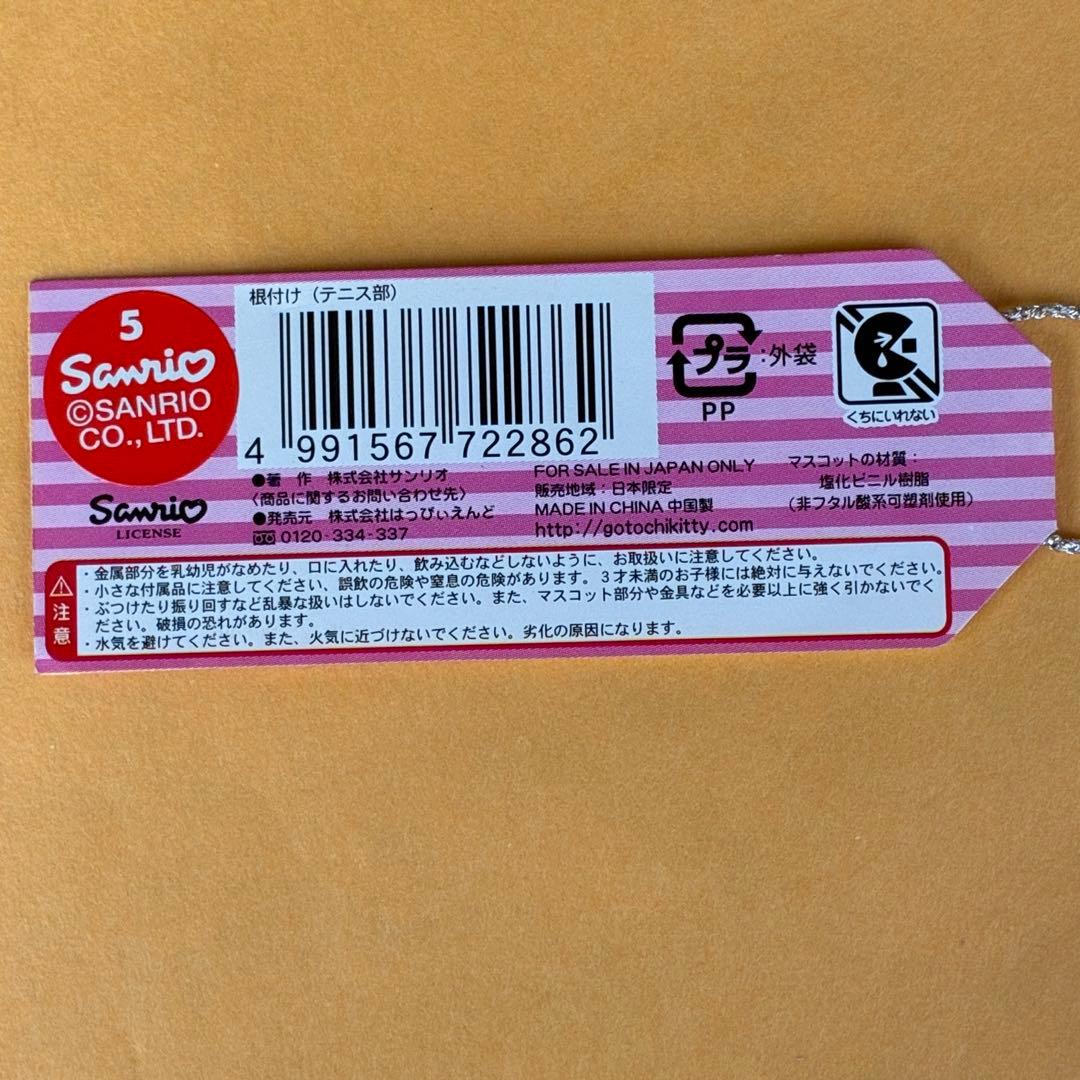 5
Sanrio
©SANRIO
CO., LTD.
Sanrio
LICENSE
根付け（テニス部）
4 991567 722862
●著 作 株式会社サンリオ
〈商品に関するお問い合わせ先〉
●発売元 株式会社はっぴぃえんど
0120-334-337
FOR SALE IN JAPAN ONLY
販売地域：日本限定
MADE IN CHINA 中国製
http://gotochikitty.com
プラ：外袋
PP
くちにいれない
マスコットの材質：
塩化ビニル樹脂
（非フタル酸系可塑剤使用）
注意
・金属部分を乳幼児がなめたり、口に入れたり、飲み込むなどしないように、お取扱いに注意してください。
・小さな付属品に注意してください、誤飲の危険や窒息の危険があります。３才未満のお子様には絶対に与えないでください。
・ぶつけたり振り回すなど乱暴な扱いはしないでください。また、マスコット部分や金具などを必要以上に強く引かないでく
ださい。破損の恐れがあります。
・水気を避けてください。また、火気に近づけないでください。劣化の原因になります。